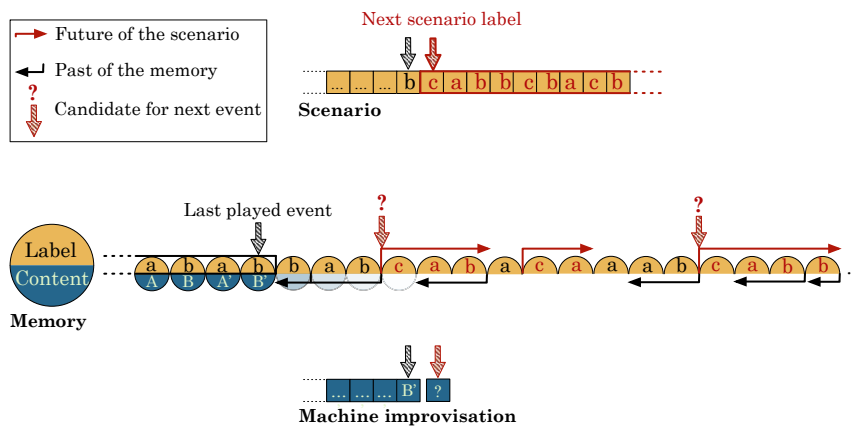 Next scenario label
Future of the scenario
Past of the memory
?
Candidate for next event
... ... ... b c a b b c b a c b
Scenario
Last played event
? ?
Label
Content
a b a b b a b c a b a c a a a b c a b b
A B A' B'
Memory
... ... ... B' ?
Machine improvisation